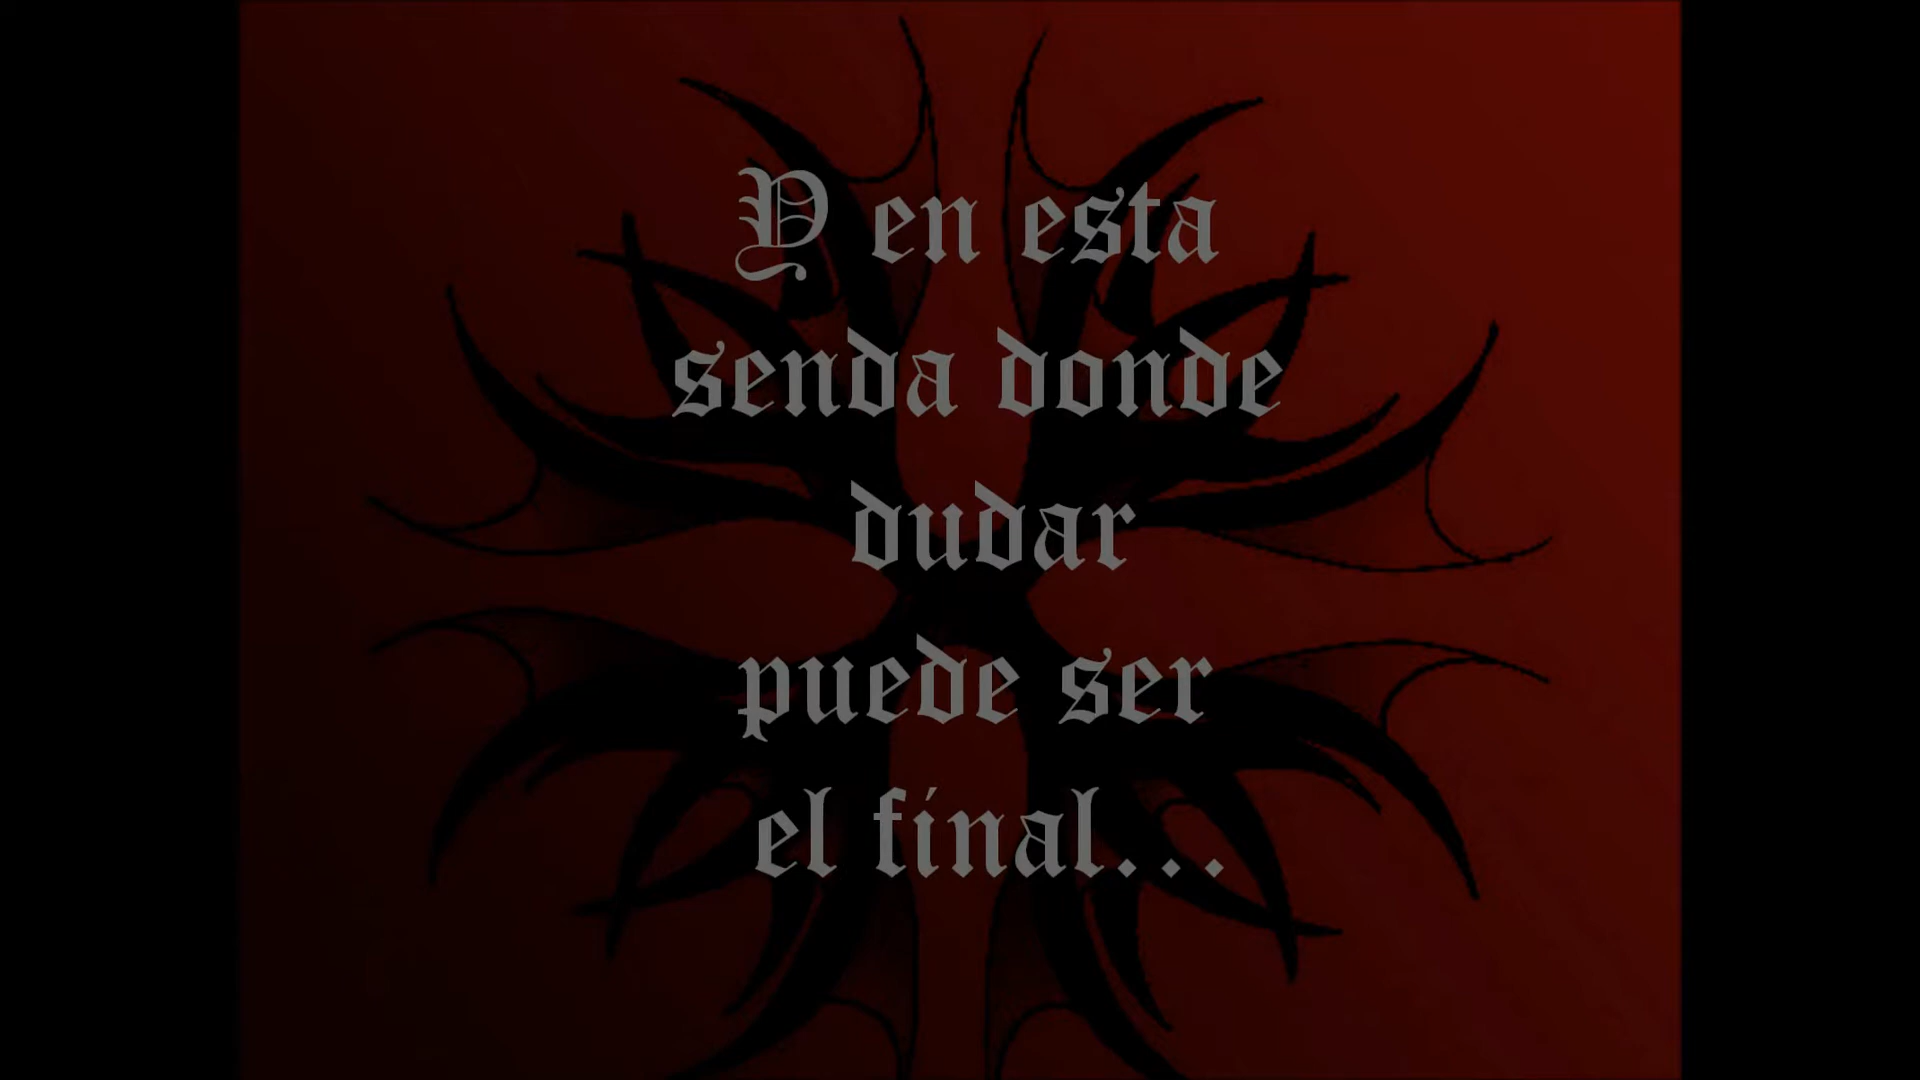 Y en esta
senda donde
dudar
puede ser
el final...